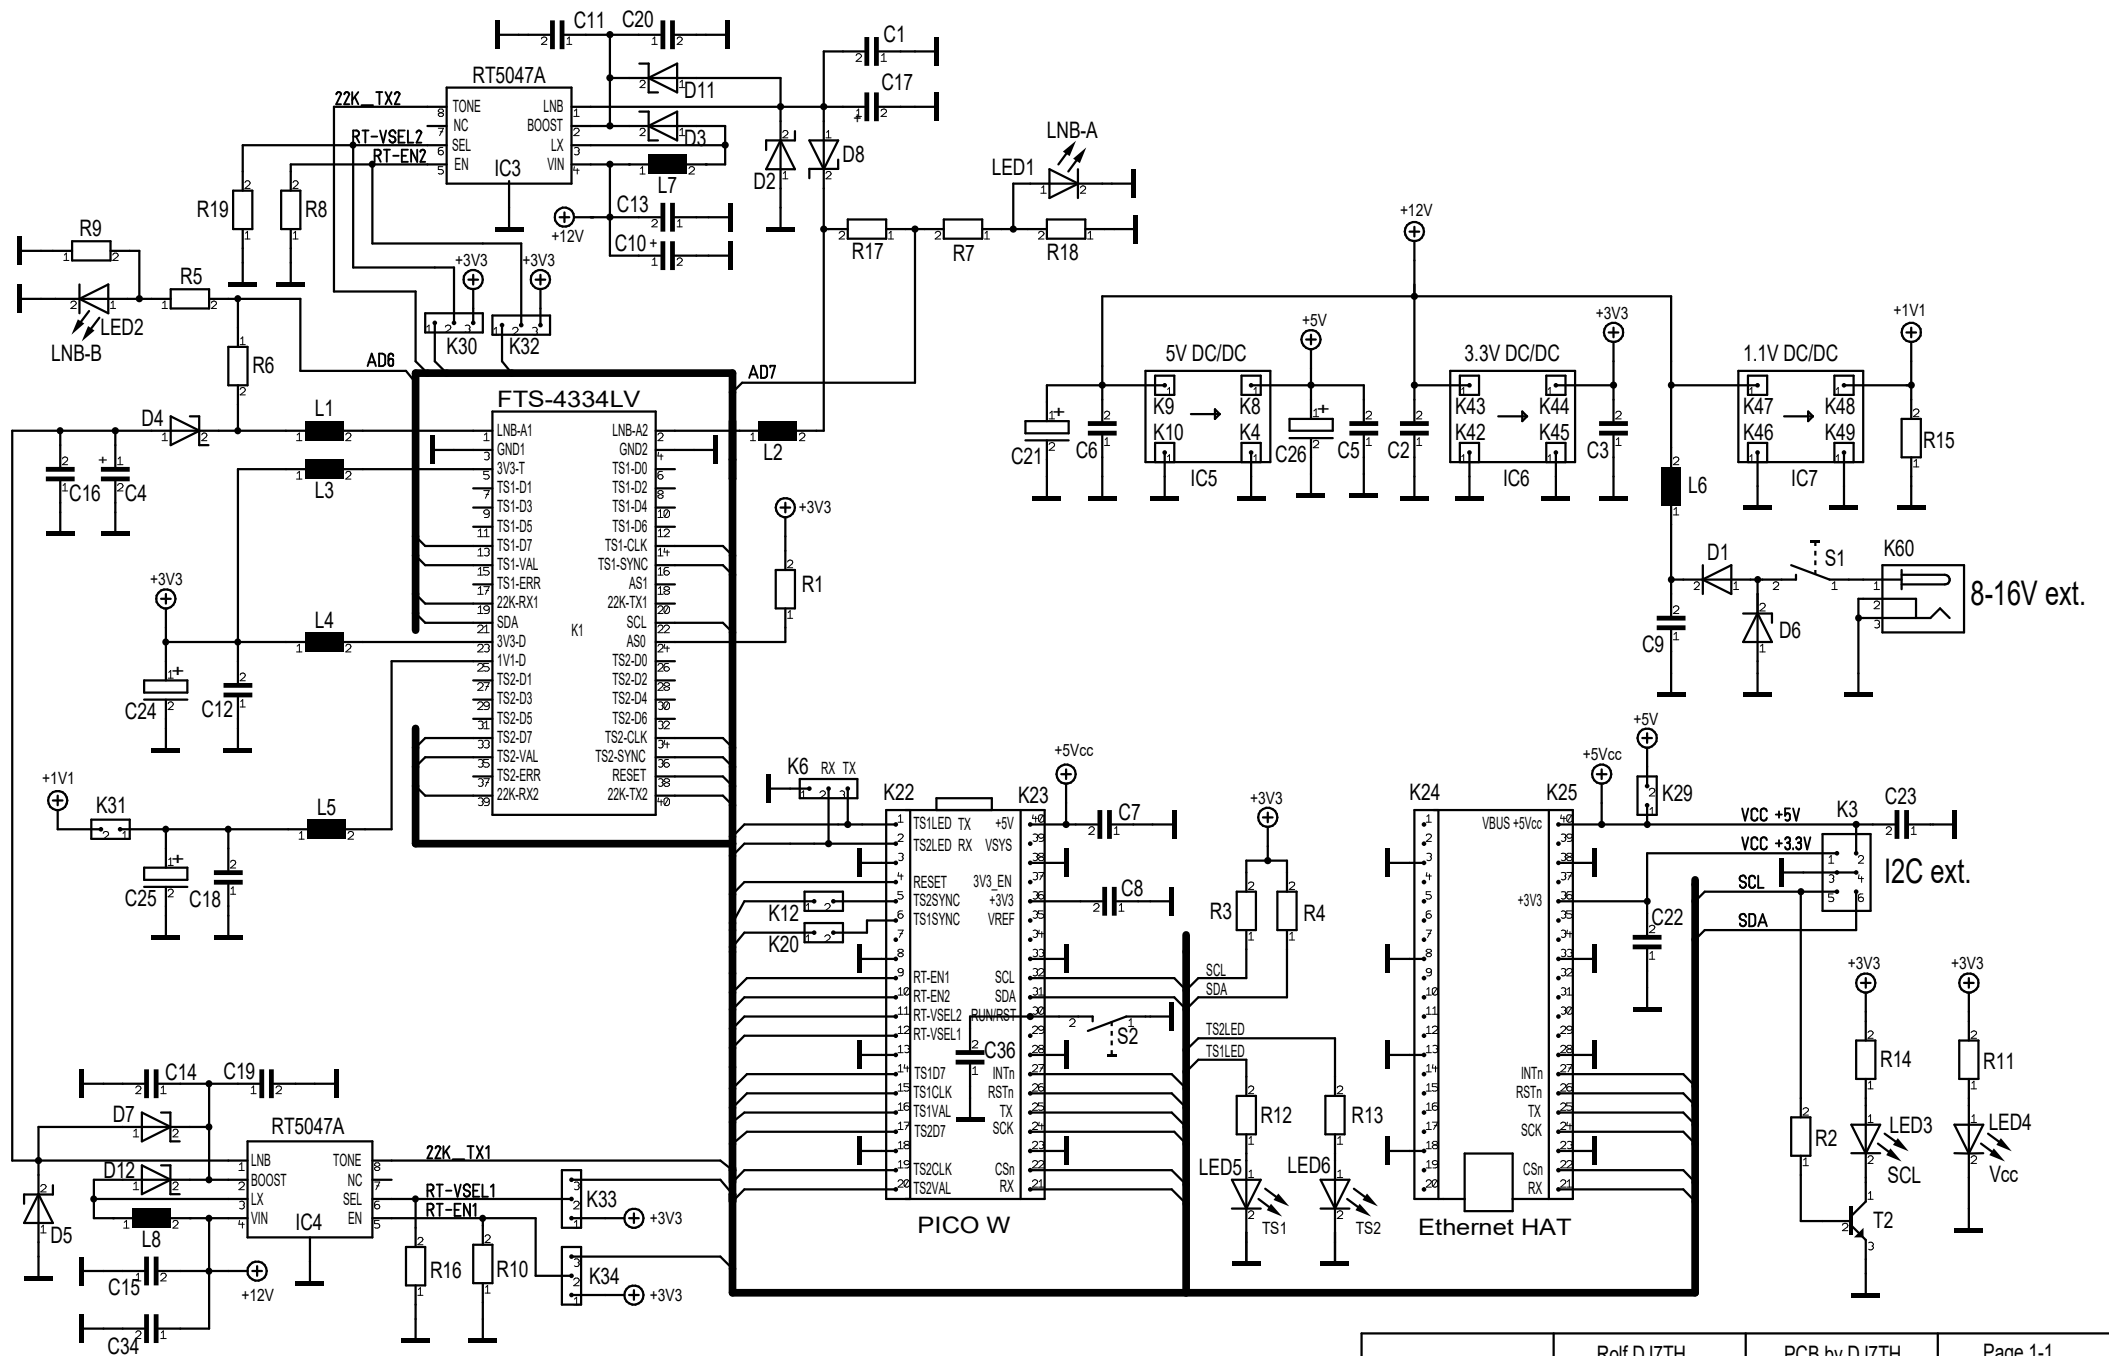 C11 C20 C1
RT5047A D11 C17
22K_TX2 TONE LNB
NC BOOST D3 LNB-A
RT-VSEL2 SEL LX
RT-EN2 EN VIN
IC3 L7 D2 D8 LED1
R19 R8 C13 +12V C10 R17 R7 R18
R9 R5 +3V3 +3V3
LED2 LNB-B R6 K30 K32
AD6 AD7
+12V
+5V +3V3 +1V1
5V DC/DC 3.3V DC/DC 1.1V DC/DC
K9 K8 K43 K44 K47 K48
K10 K4 K42 K45 K46 K49
C21 C6 IC5 C26 C5 C2 IC6 C3 IC7 R15
L6
D1 S1 K60
8-16V ext.
C9 D6
FTS-4334LV
D4 L1 L2
C16 C4 L3
LNB-A1 LNB-A2
GND1 GND2
3V3-T TS1-D0
TS1-D1 TS1-D2
TS1-D3 TS1-D4
TS1-D5 TS1-D6
TS1-D7 TS1-CLK
TS1-VAL TS1-SYNC
TS1-ERR AS1
22K-RX1 22K-TX1
SDA SCL
3V3-D AS0
1V1-D TS2-D0
TS2-D1 TS2-D2
TS2-D3 TS2-D4
TS2-D5 TS2-D6
TS2-D7 TS2-CLK
TS2-VAL TS2-SYNC
TS2-ERR RESET
22K-RX2 22K-TX2
K1
+3V3 R1
+3V3 L4
C24 C12
+1V1 K31 L5
C25 C18
K6 RX TX
K22 K23 +5Vcc C7
TS1LED TX +5V
TS2LED RX VSYS
RESET 3V3_EN
TS2SYNC +3V3 C8
TS1SYNC VREF
K12
K20
RT-EN1 SCL
RT-EN2 SDA
RT-VSEL2 RUN/RST
RT-VSEL1 S2
C36
TS1D7 INTn
TS1CLK RSTn
TS1VAL TX
TS2D7 SCK
TS2CLK CSn
TS2VAL RX
PICO W
+3V3
R3 R4
SCL
SDA
TS2LED
TS1LED
R12 R13
LED5 LED6
TS1 TS2
K24 K25 +5Vcc +5V K29
VBUS +5Vcc
+3V3
INTn
RSTn
TX
SCK
CSn
RX
Ethernet HAT
VCC +5V K3 C23
VCC +3.3V
I2C ext.
SCL
SDA
C22
+3V3 +3V3
R14 R11
R2 LED3 LED4
SCL Vcc
T2
C14 C19
D7 RT5047A
D12
LNB TONE 22K_TX1
BOOST NC
LX SEL RT-VSEL1
VIN EN RT-EN1
D5 L8 IC4
C15 +12V
C34
R16 R10
K33 +3V3
K34 +3V3
Rolf DJ7TH PCB by DJ7TH Page 1-1